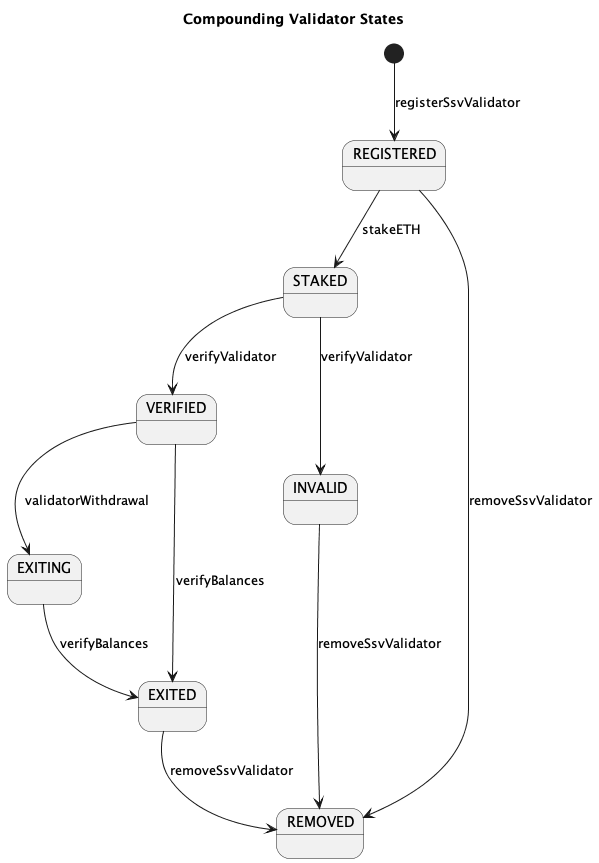 Compounding Validator States
registerSsvValidator
REGISTERED
stakeETH
STAKED
verifyValidator
verifyValidator
VERIFIED
INVALID
validatorWithdrawal
removeSsvValidator
EXITING
verifyBalances
verifyBalances
removeSsvValidator
EXITED
removeSsvValidator
REMOVED